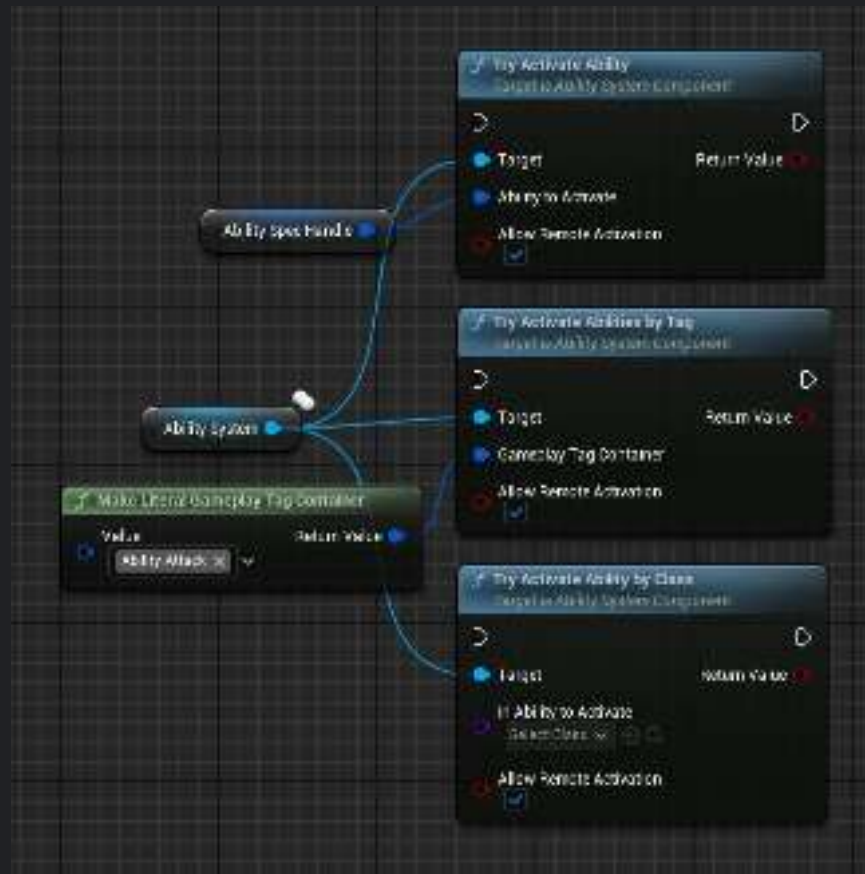 Try Activate Ability
Target is Ability System Component
Target
Return Value
Ability to Activate
Allow Remote Activation
Ability Spec Handle
Try Activate Abilities by Tag
Target is Ability System Component
Target
Return Value
Gameplay Tag Container
Allow Remote Activation
Ability System
Make Literal Gameplay Tag Container
Value
Return Value
Ability.Attack
Try Activate Ability by Class
Target is Ability System Component
Target
Return Value
In Ability to Activate
Select Class
Allow Remote Activation